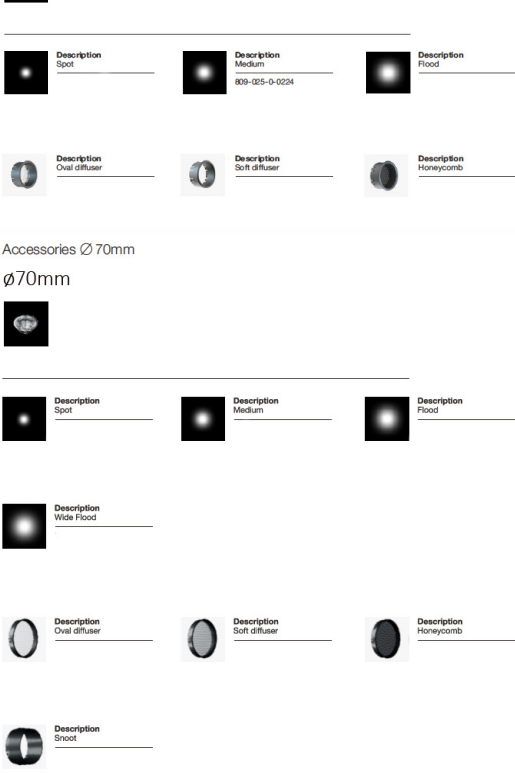 Description
Spot
Description
Medium
809-025-0-0224
Description
Flood
Description
Oval diffuser
Description
Soft diffuser
Description
Honeycomb
Accessories ∅ 70mm
ø70mm
Description
Spot
Description
Medium
Description
Flood
Description
Wide Flood
Description
Oval diffuser
Description
Soft diffuser
Description
Honeycomb
Description
Snoot